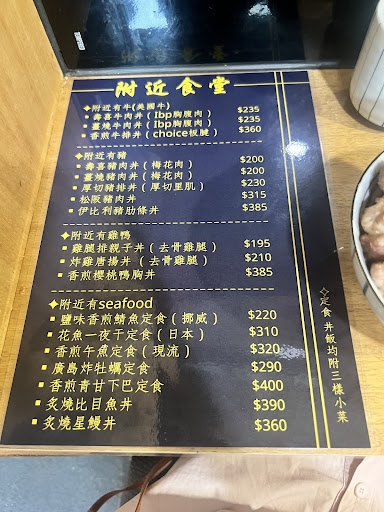 附近食堂
✧附近有牛(美國牛)
▪壽喜牛肉丼(1bp胸腹肉) $235
▪薑燒牛肉丼(1bp胸腹肉) $235
▪香煎牛排丼(choice板腱) $360
✧附近有豬
▪壽喜豬肉丼(梅花肉) $200
▪薑燒豬肉丼(梅花肉) $200
▪厚切豬排丼(厚切里肌) $230
▪松阪豬肉丼 $315
▪伊比利豬肋條丼 $385
✧附近有雞鴨
▪雞腿排親子丼(去骨雞腿) $195
▪炸雞唐揚丼(去骨雞腿) $210
▪香煎櫻桃鴨胸丼 $385
✧附近有seafood
▪鹽味香煎鯖魚定食(挪威) $220
▪花魚一夜干定食(日本) $310
▪香煎午魚定食(現流) $320
▪廣島炸牡蠣定食 $290
▪香煎青甘下巴定食 $400
▪炙燒比目魚丼 $390
▪炙燒星鰻丼 $360
✧定食丼飯均附三樣小菜